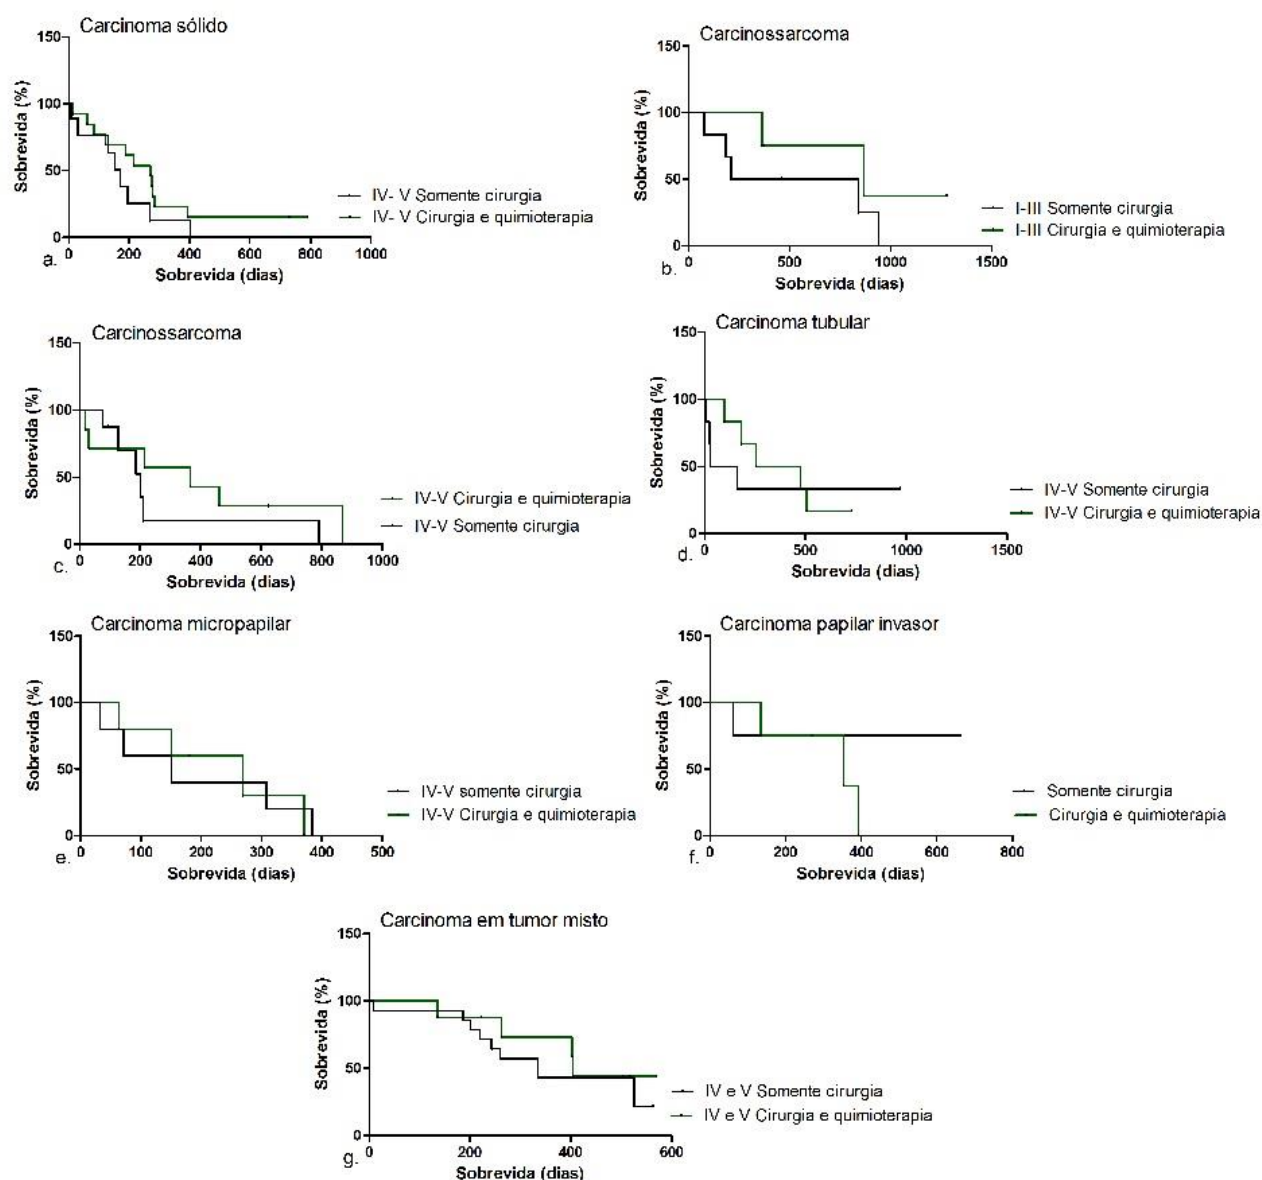 Carcinoma sólido
150
100
50
0
Sobrevida (%)
0 200 400 600 800 1000
Sobrevida (dias)
IV- V Somente cirurgia
IV- V Cirurgia e quimioterapia
a.
Carcinossarcoma
150
100
50
0
Sobrevida (%)
0 500 1000 1500
Sobrevida (dias)
I-III Somente cirurgia
I-III Cirurgia e quimioterapia
b.
Carcinossarcoma
150
100
50
0
Sobrevida (%)
0 200 400 600 800 1000
Sobrevida (dias)
IV-V Cirurgia e quimioterapia
IV-V Somente cirurgia
c.
Carcinoma tubular
150
100
50
0
Sobrevida (%)
0 500 1000 1500
Sobrevida (dias)
IV-V Somente cirurgia
IV-V Cirurgia e quimioterapia
d.
Carcinoma micropapilar
150
100
50
0
Sobrevida (%)
0 100 200 300 400 500
Sobrevida (dias)
IV-V somente cirurgia
IV-V Cirurgia e quimioterapia
e.
Carcinoma papilar invasor
150
100
50
0
Sobrevida (%)
0 200 400 600 800
Sobrevida (dias)
Somente cirurgia
Cirurgia e quimioterapia
f.
Carcinoma em tumor misto
150
100
50
0
Sobrevida (%)
0 200 400 600
Sobrevida (dias)
IV e V Somente cirurgia
IV e V Cirurgia e quimioterapia
g.